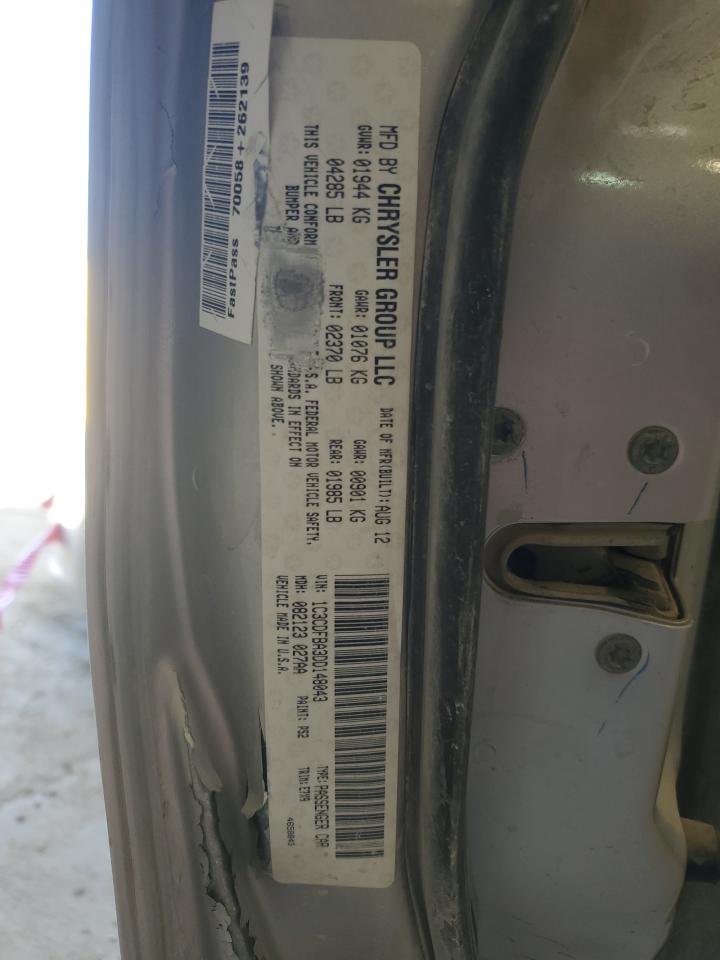 FastPass 70058 + 262139
MFD BY CHRYSLER GROUP LLC
DATE OF MFR(BUILT): AUG 12
GVWR: 01944 KG GAWR: 01076 KG GAWR: 00901 KG
04285 LB FRONT: 02370 LB REAR: 01985 LB
THIS VEHICLE CONFORM U.S.A. FEDERAL MOTOR VEHICLE SAFETY,
BUMPER AND IN EFFECT ON
SHOWN ABOVE.
VIN: 1C3CDFBA3DD148043 TYPE: PASSENGER CAR
MDH: 082123 027AA PAINT: PS2 TRIM: E7X9
VEHICLE MADE IN U.S.A. 4658843